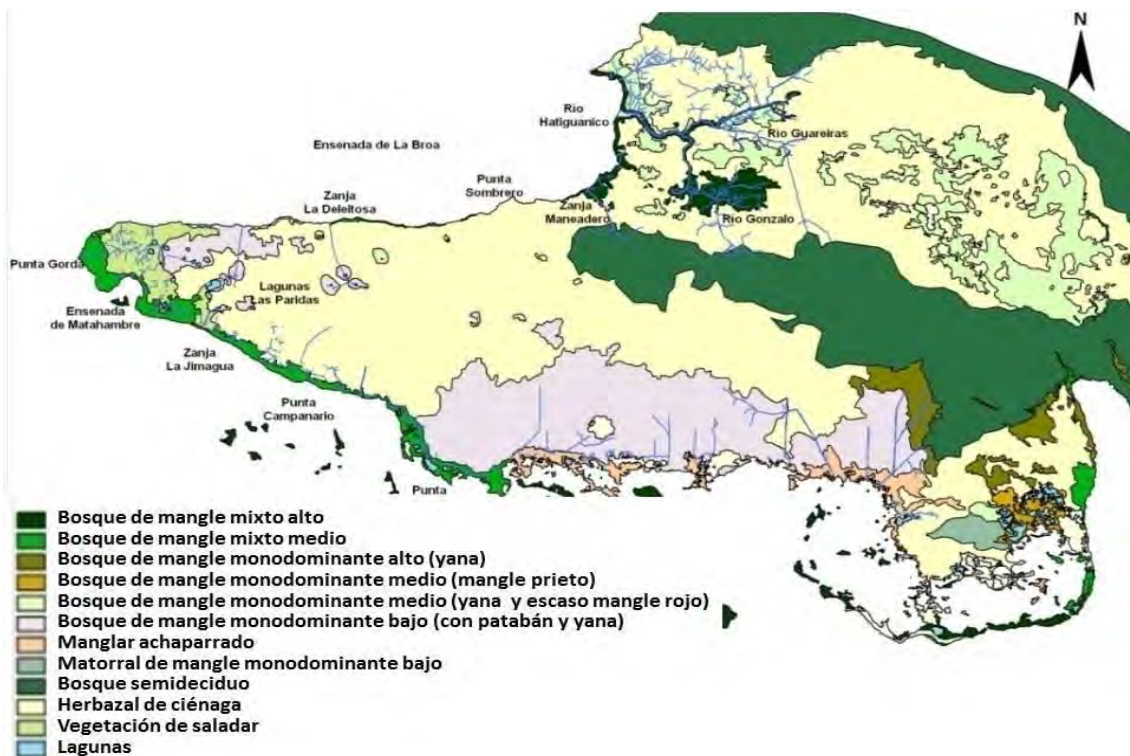 N
Rio
Hatiguanico
Rio Guareiras
Ensenada de La Broa
Punta
Sombrero
Zanja
La Deleitosa
Zanja
Maneadero
Rio Gonzalo
Punta Gorda
Lagunas
Las Paridas
Ensenada
de Matahambre
Zanja
La Jimagua
Punta
Campanario
Punta
Bosque de mangle mixto alto
Bosque de mangle mixto medio
Bosque de mangle monodominante alto (yana)
Bosque de mangle monodominante medio (mangle prieto)
Bosque de mangle monodominante medio (yana y escaso mangle rojo)
Bosque de mangle monodominante bajo (con patabán y yana)
Manglar achaparrado
Matorral de mangle monodominante bajo
Bosque semideciduo
Herbazal de ciénaga
Vegetación de saladar
Lagunas